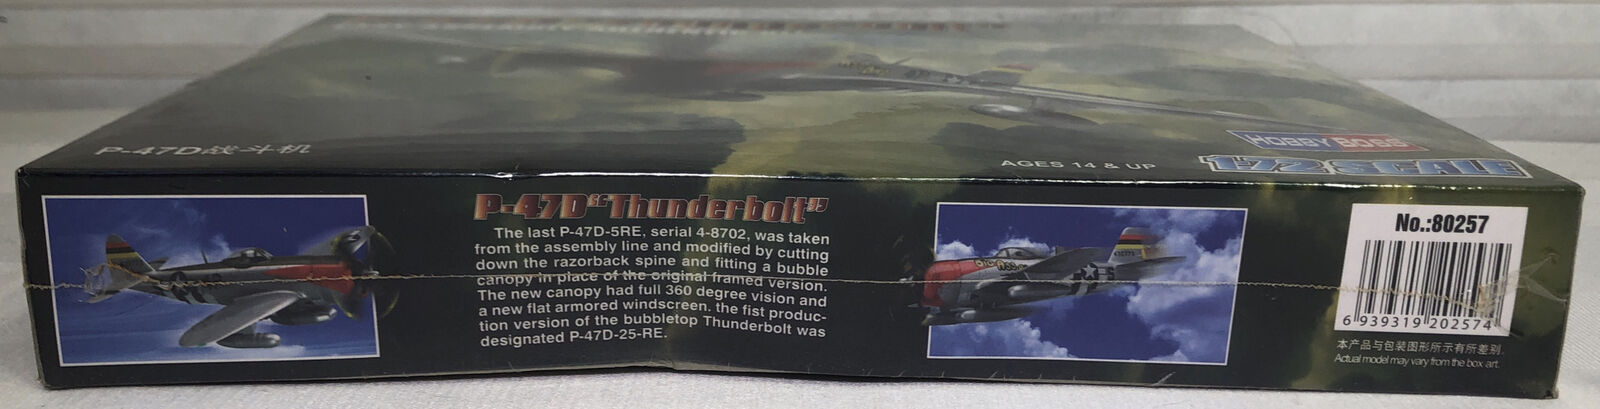 P-47D战斗机
HOBBY BOSS
AGES 14 & UP
1:72 SCALE
P-47D“Thunderbolt”
The last P-47D-5RE, serial 4-8702, was taken
from the assembly line and modified by cutting
down the razorback spine and fitting a bubble
canopy in place of the original framed version.
The new canopy had full 360 degree vision and
a new flat armored windscreen. the fist produc-
tion version of the bubbletop Thunderbolt was
designated P-47D-25-RE.
No.:80257
6 939319 202574
本产品与包装图形所示有所差别.
Actual model may vary from the box art.